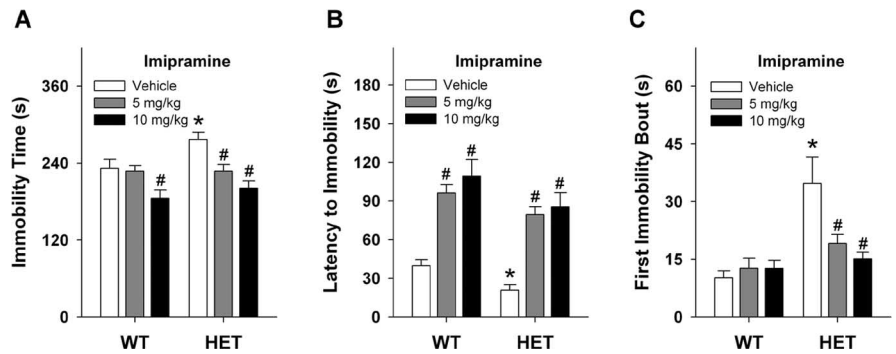 A
Imipramine
Vehicle
5 mg/kg
10 mg/kg
Immobility Time (s)
360
240
120
0
*
#
#
#
WT
HET
B
Imipramine
Vehicle
5 mg/kg
10 mg/kg
Latency to Immobility (s)
180
150
120
90
60
30
0
#
#
*
#
#
WT
HET
C
Imipramine
Vehicle
5 mg/kg
10 mg/kg
First Immobility Bout (s)
60
45
30
15
0
*
#
#
WT
HET